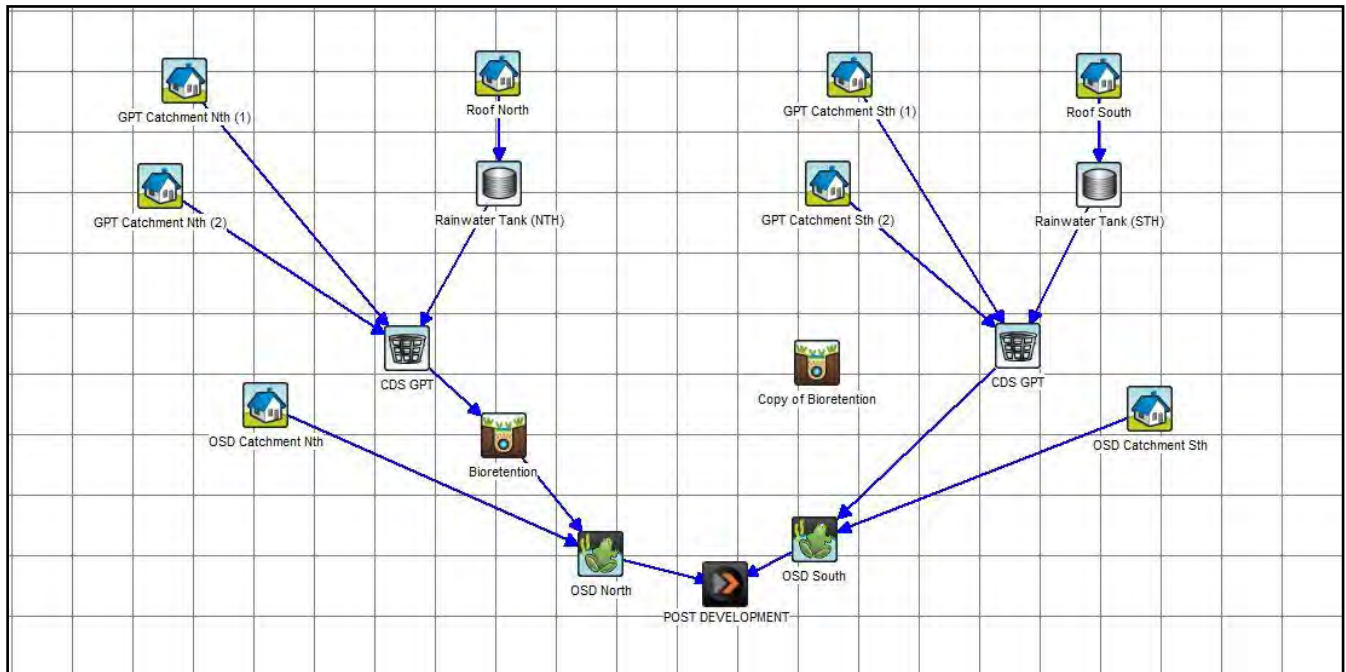 GPT Catchment Nth (1)
Roof North
GPT Catchment Sth (1)
Roof South
GPT Catchment Nth (2)
Rainwater Tank (NTH)
GPT Catchment Sth (2)
Rainwater Tank (STH)
CDS GPT
CDS GPT
Copy of Bioretention
OSD Catchment Nth
OSD Catchment Sth
Bioretention
OSD North
OSD South
POST DEVELOPMENT